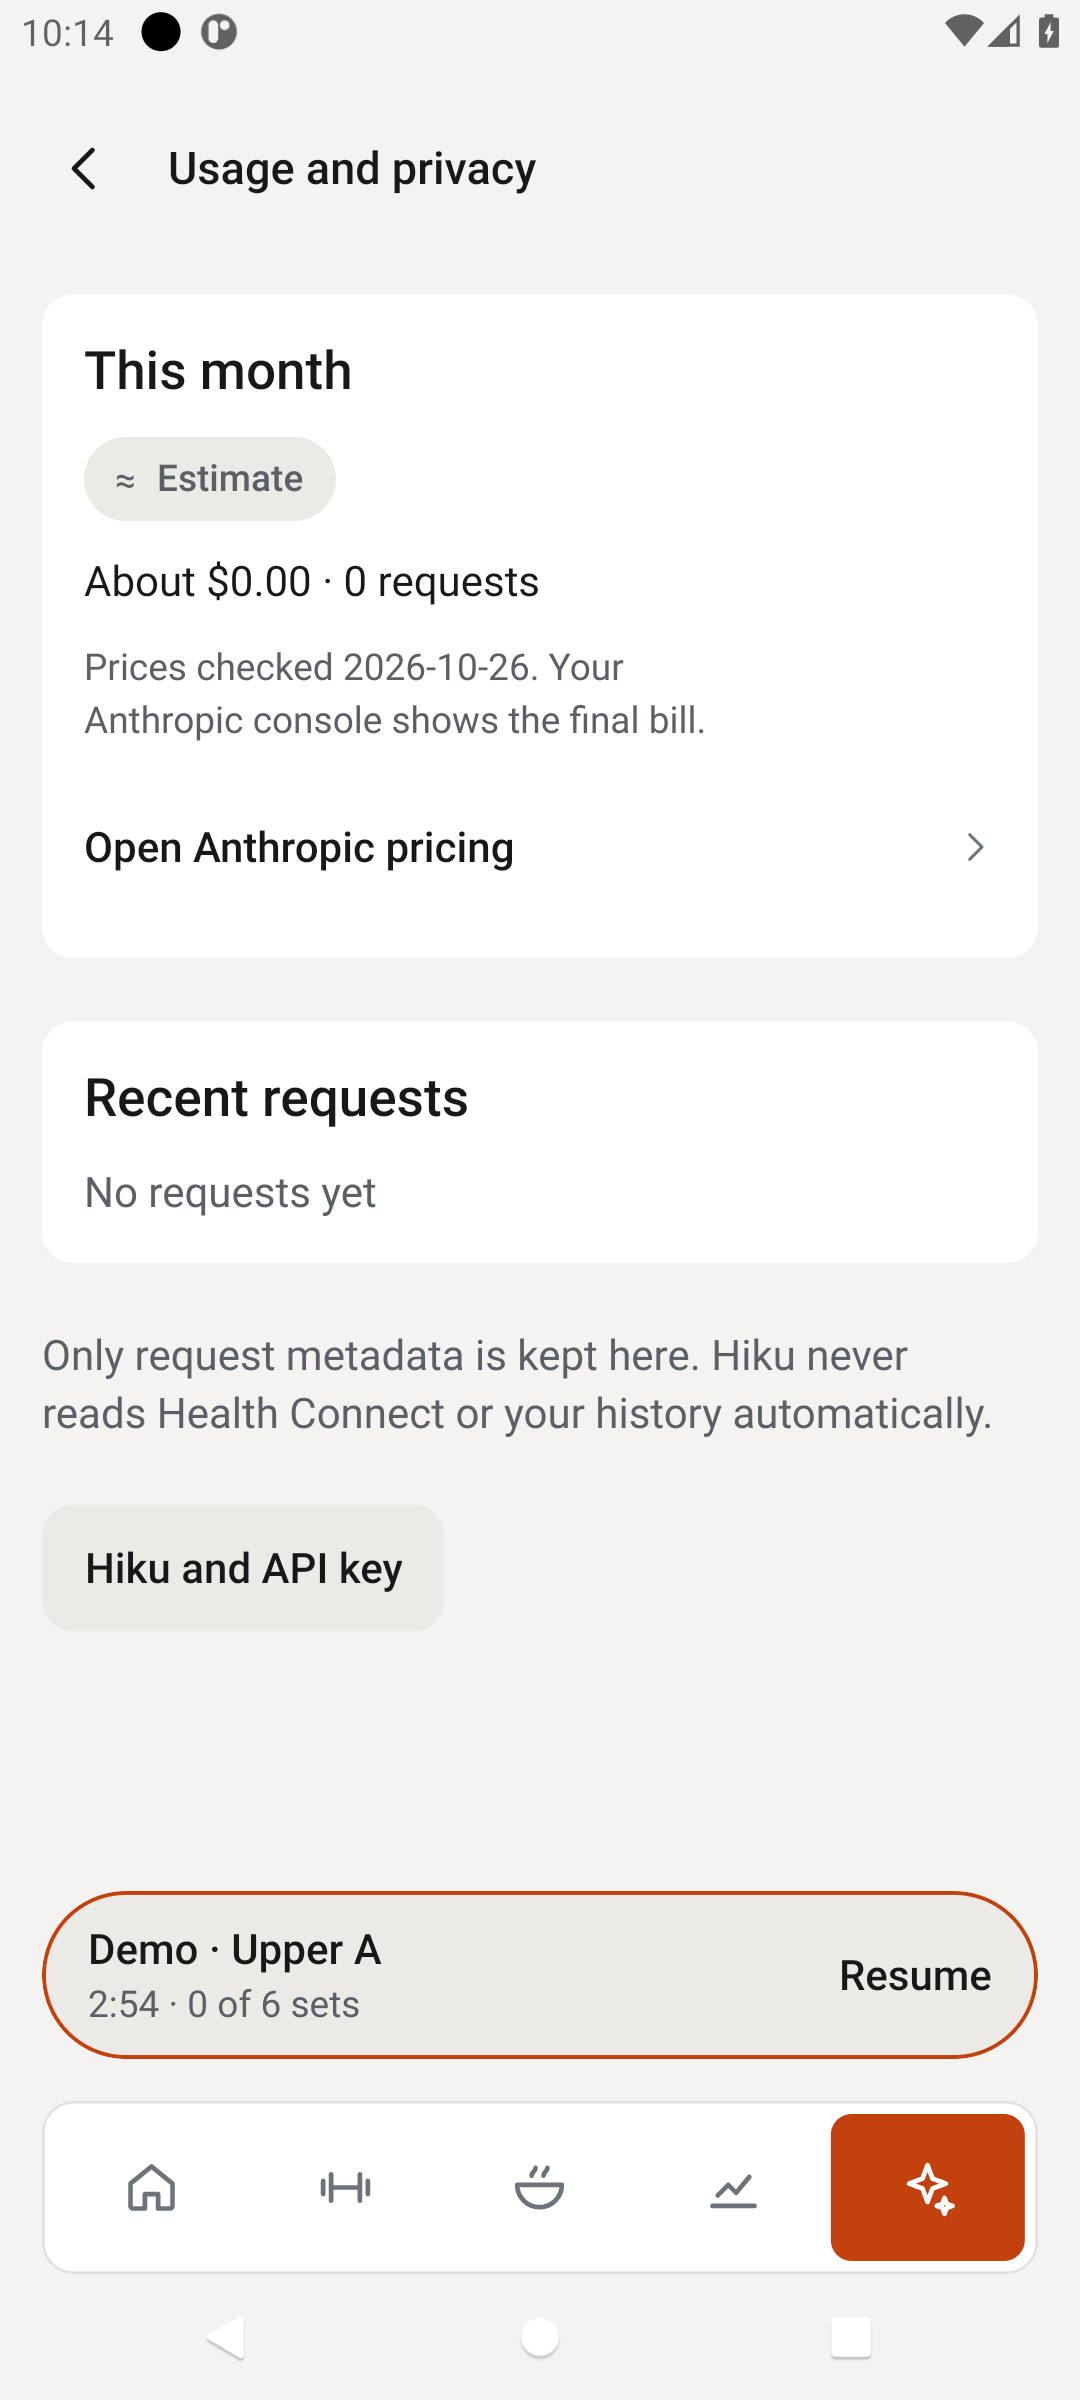 10:14
Usage and privacy
This month
≈ Estimate
About $0.00 · 0 requests
Prices checked 2026-10-26. Your
Anthropic console shows the final bill.
Open Anthropic pricing
Recent requests
No requests yet
Only request metadata is kept here. Hiku never
reads Health Connect or your history automatically.
Hiku and API key
Demo · Upper A
2:54 · 0 of 6 sets
Resume